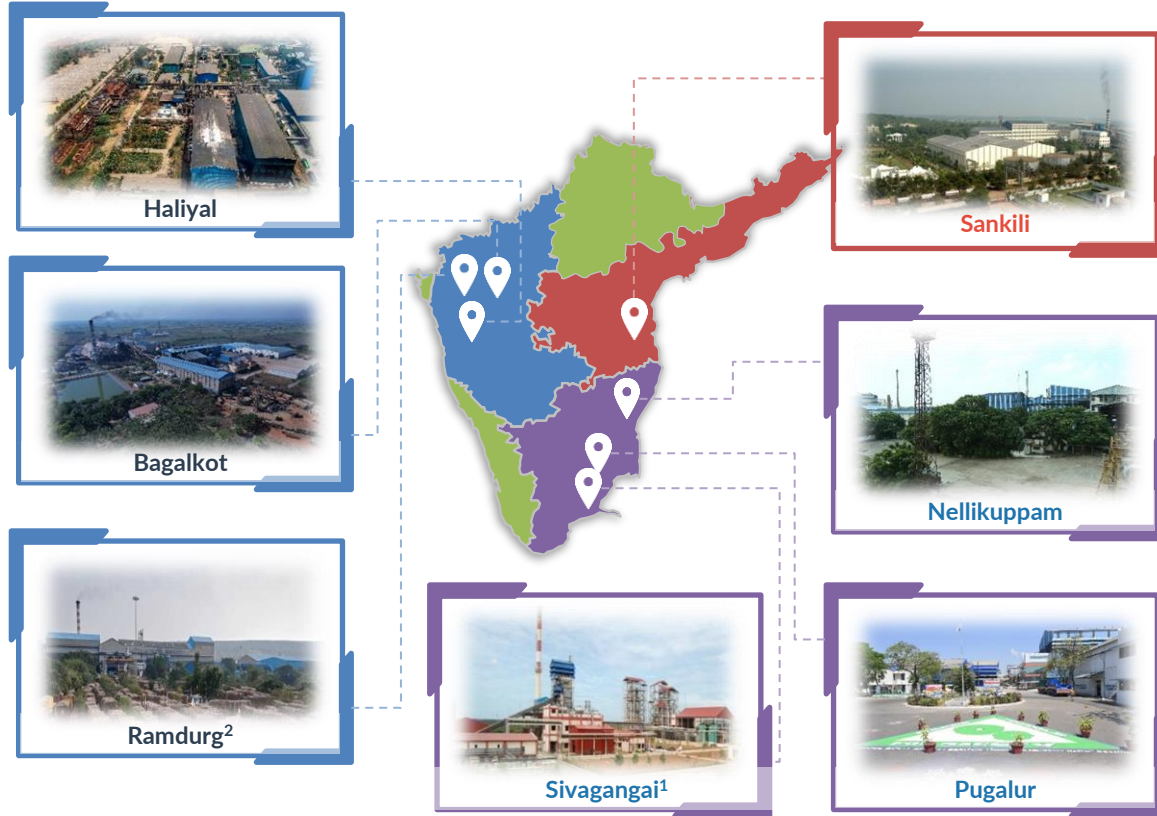 Haliyal
Sankili
Bagalkot
Nellikuppam
Ramdurg²
Sivagangai¹
Pugalur